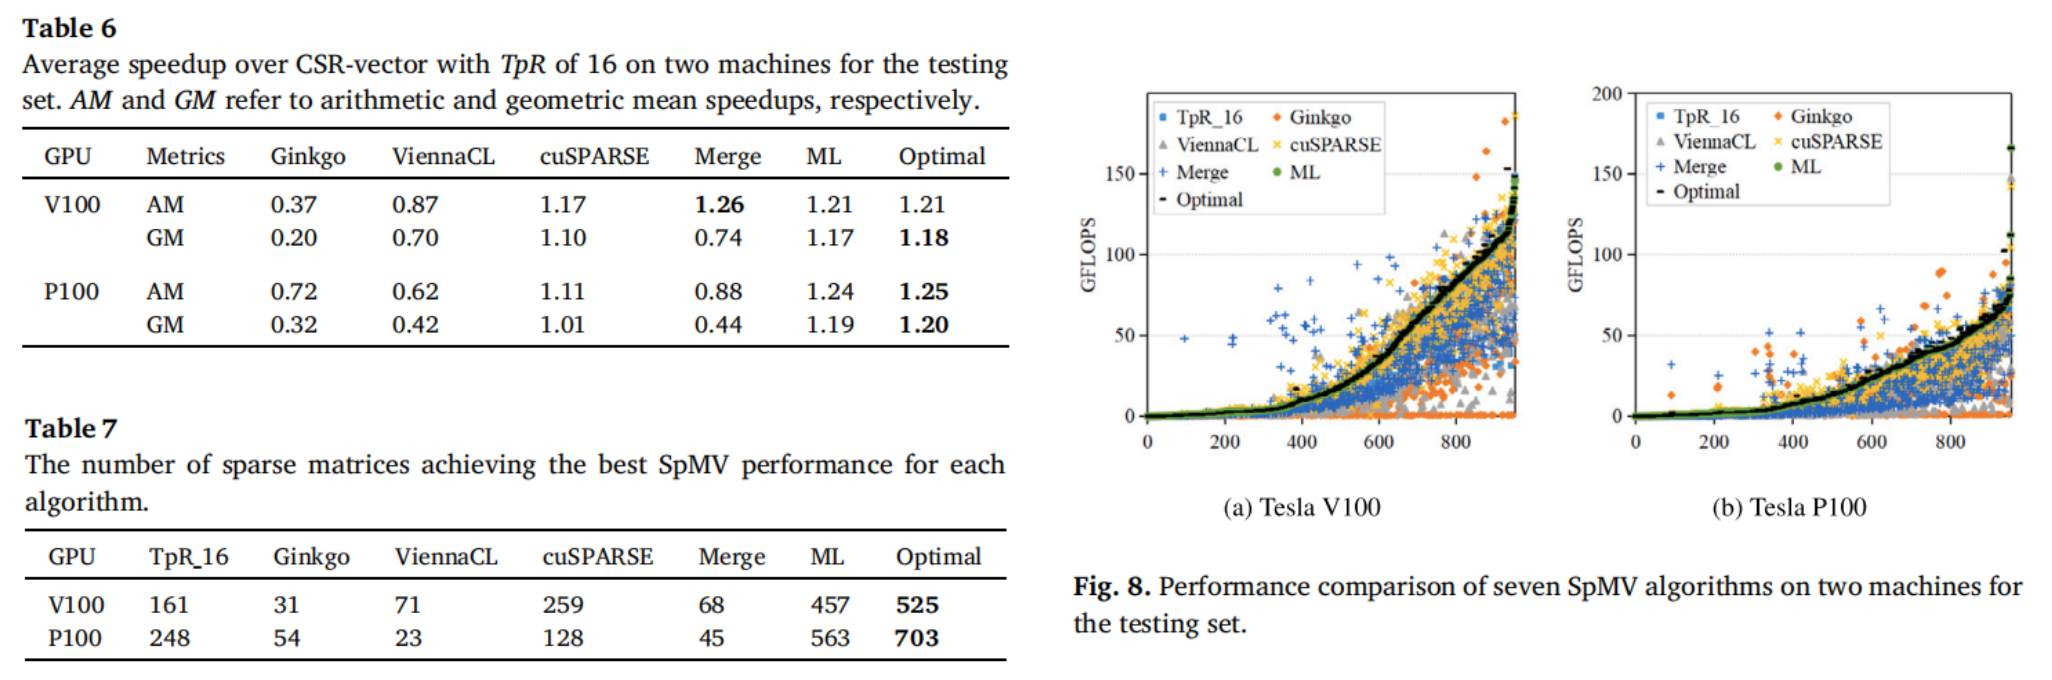 Table 6
Average speedup over CSR-vector with TpR of 16 on two machines for the testing
set. AM and GM refer to arithmetic and geometric mean speedups, respectively.
GPU Metrics Ginkgo ViennaCL cuSPARSE Merge ML Optimal
V100 AM 0.37 0.87 1.17 1.26 1.21 1.21
GM 0.20 0.70 1.10 0.74 1.17 1.18
P100 AM 0.72 0.62 1.11 0.88 1.24 1.25
GM 0.32 0.42 1.01 0.44 1.19 1.20
Table 7
The number of sparse matrices achieving the best SpMV performance for each
algorithm.
GPU TpR_16 Ginkgo ViennaCL cuSPARSE Merge ML Optimal
V100 161 31 71 259 68 457 525
P100 248 54 23 128 45 563 703
TpR_16 Ginkgo
ViennaCL cuSPARSE
Merge ML
Optimal
GFLOPS
150
100
50
0
0 200 400 600 800
(a) Tesla V100
TpR_16 Ginkgo
ViennaCL cuSPARSE
Merge ML
Optimal
GFLOPS
200
150
100
50
0
0 200 400 600 800
(b) Tesla P100
Fig. 8. Performance comparison of seven SpMV algorithms on two machines for
the testing set.